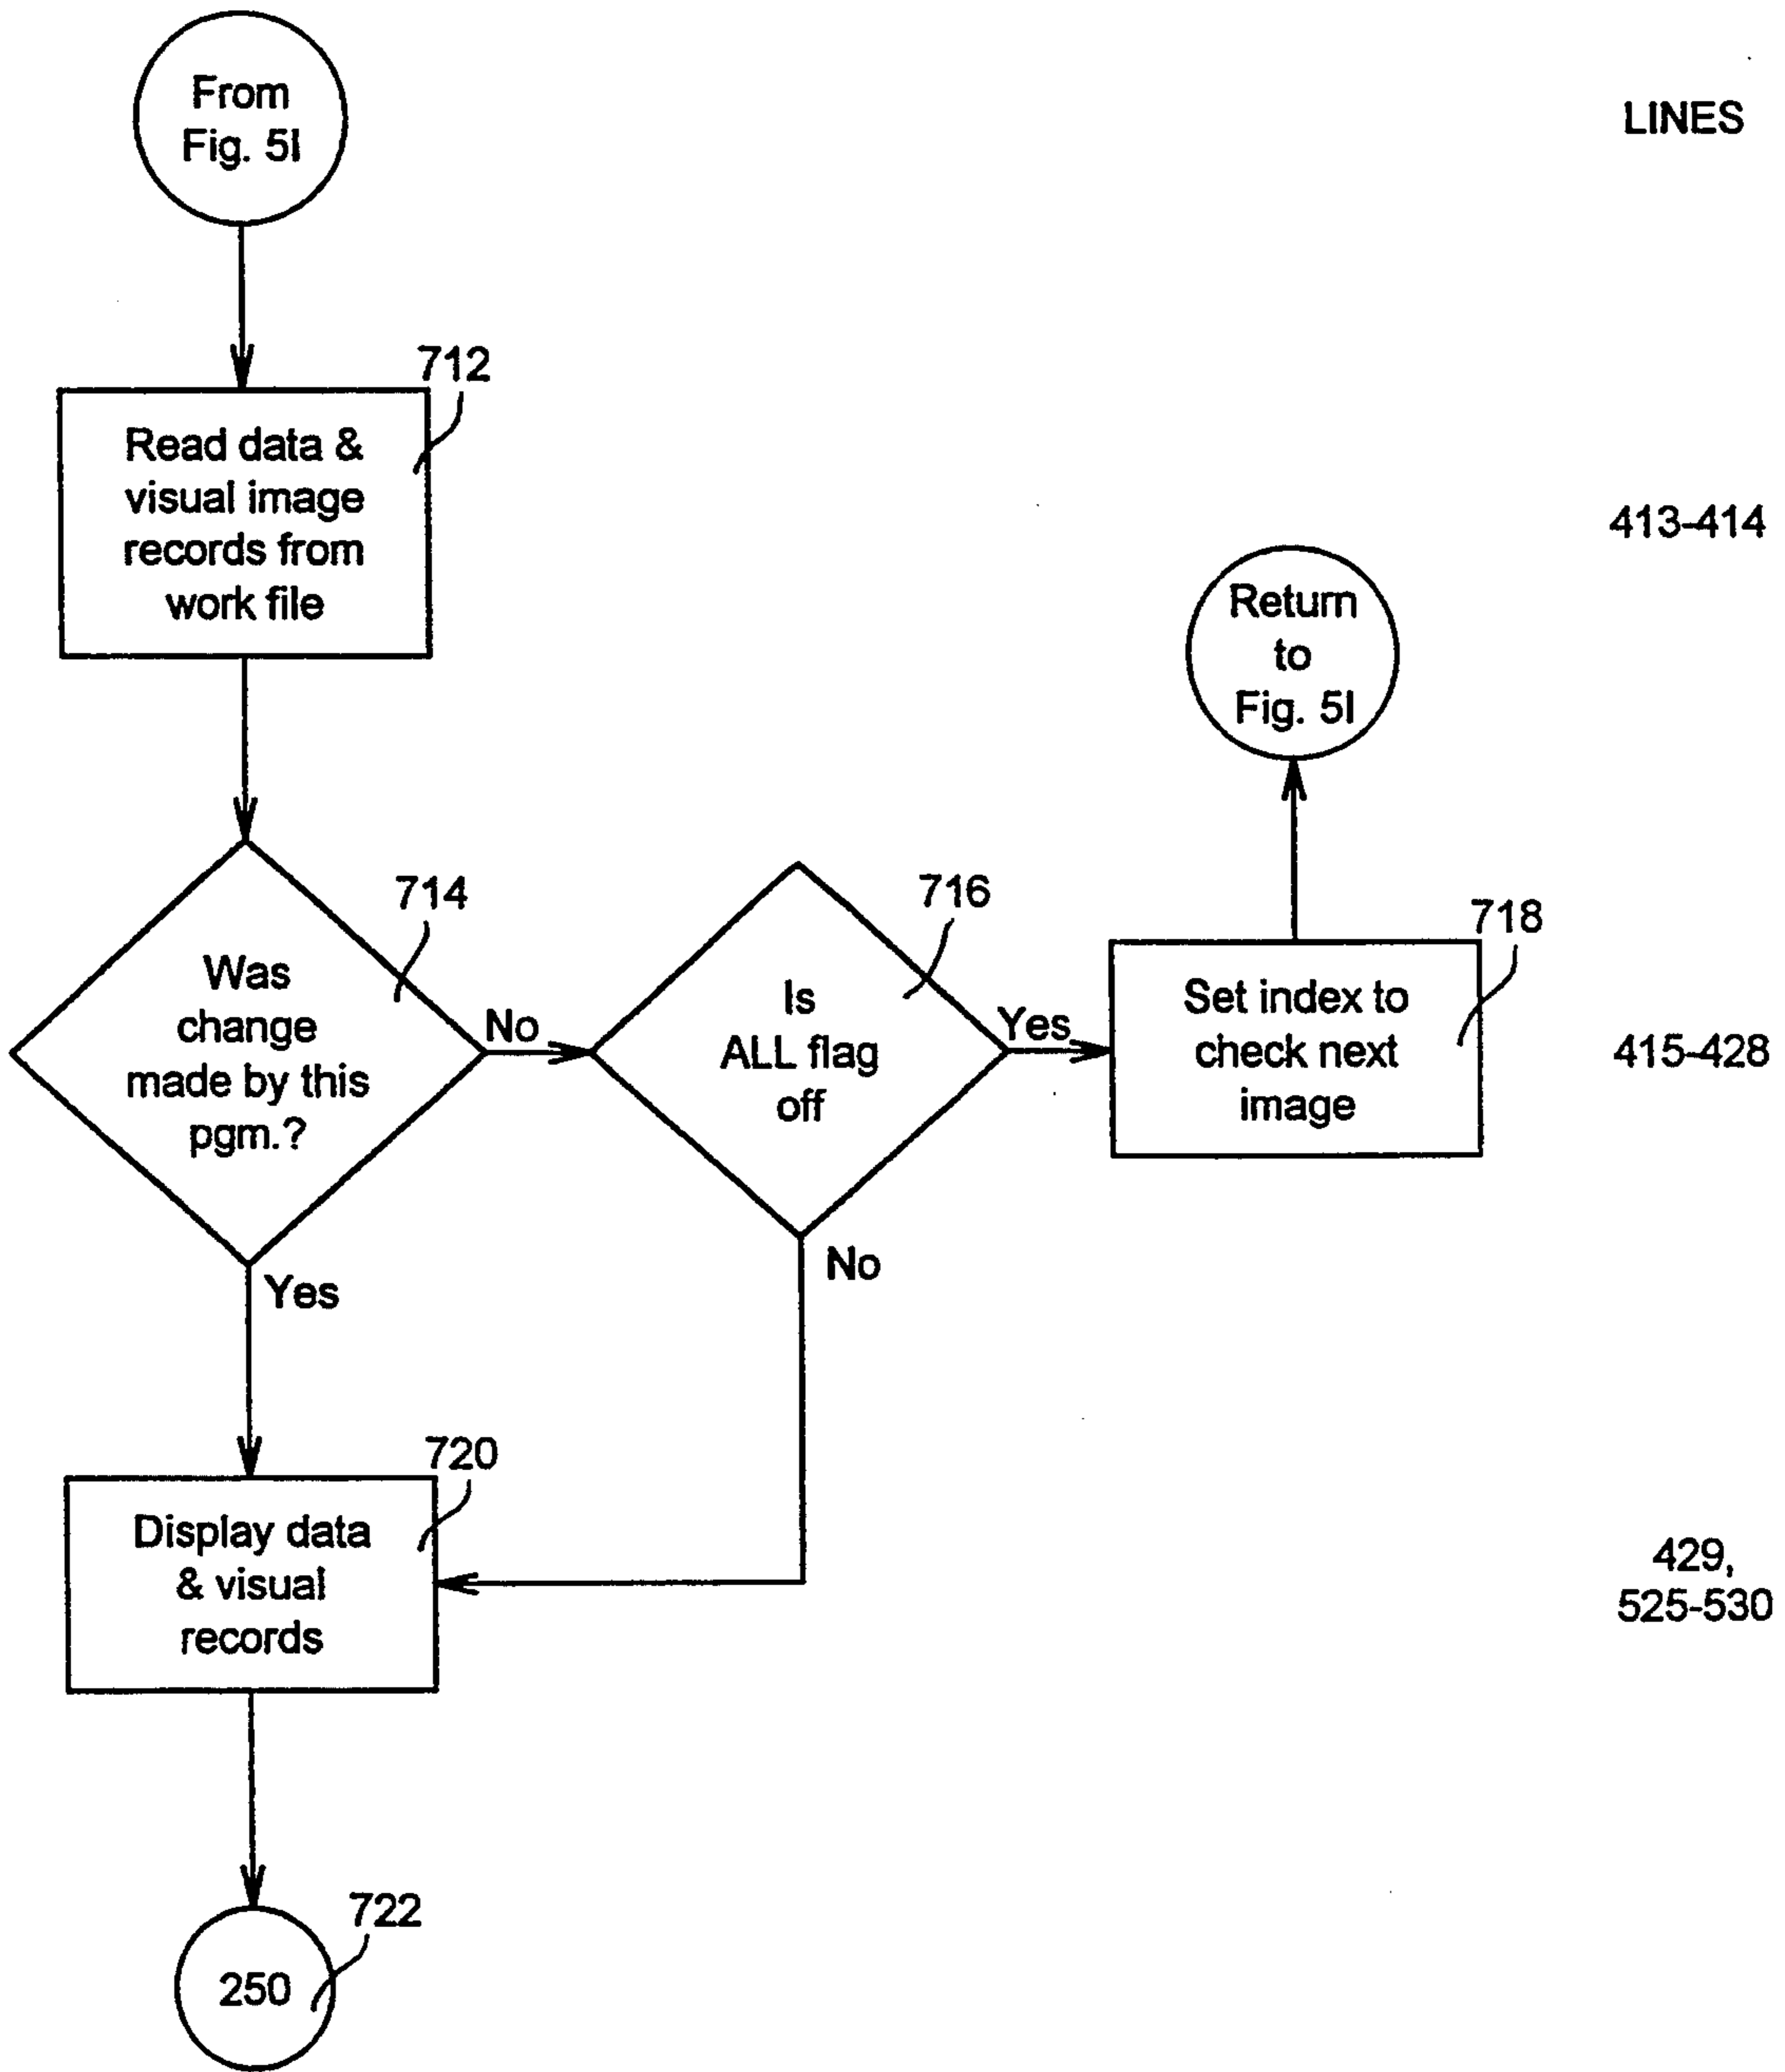 From
Fig. 5I
LINES
712
Read data &
visual image
records from
work file
413-414
Return
to
Fig. 5I
714
Was
change
made by this
pgm.?
No
Yes
716
Is
ALL flag
off
Yes
No
718
Set index to
check next
image
415-428
720
Display data
& visual
records
429,
525-530
722
250